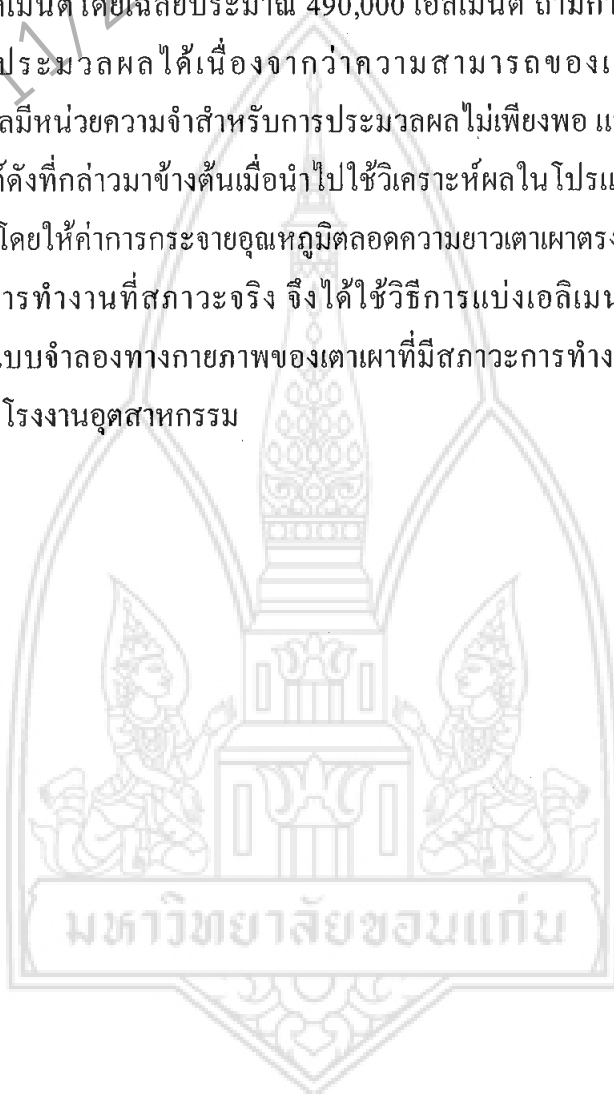 ลิเมนต์ โดยเฉลี่ยประมาณ 490,000 เอลิเมนต์
ประมวลผลได้เนื่องจากว่าความสามารถของ
ลมีหน่วยความจำสำหรับการประมวลผลไม่เพียงพอ
ดังที่กล่าวมาข้างต้นเมื่อนำไปใช้วิเคราะห์ผลใน
โดยให้ค่าการกระจายอุณหภูมิตลอดความยาวเตาเผาตรง
ารทำงานที่สภาวะจริง จึงได้ใช้วิธีการแบ่งเอลิเมน
แบบจำลองทางกายภาพของเตาเผาที่มีสภาวะการทำง
โรงงานอุตสาหกรรม
มหาวิทยาลัยขอนแก่น